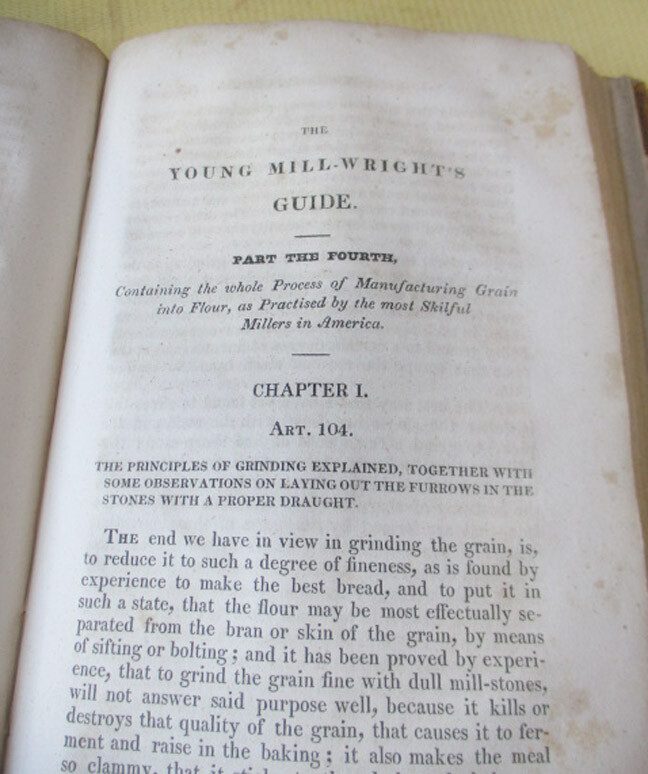 THE
YOUNG MILL-WRIGHT'S
GUIDE.
PART THE FOURTH,
Containing the whole Process of Manufacturing Grain
into Flour, as Practised by the most Skilful
Millers in America.
CHAPTER I.
ART. 104.
THE PRINCIPLES OF GRINDING EXPLAINED, TOGETHER WITH
SOME OBSERVATIONS ON LAYING OUT THE FURROWS IN THE
STONES WITH A PROPER DRAUGHT.
THE end we have in view in grinding the grain, is,
to reduce it to such a degree of fineness, as is found by
experience to make the best bread, and to put it in
such a state, that the flour may be most effectually se-
parated from the bran or skin of the grain, by means
of sifting or bolting; and it has been proved by experi-
ence, that to grind the grain fine with dull mill-stones,
will not answer said purpose well, because it kills or
destroys that quality of the grain, that causes it to fer-
ment and raise in the baking; it also makes the meal
so clammy, that it